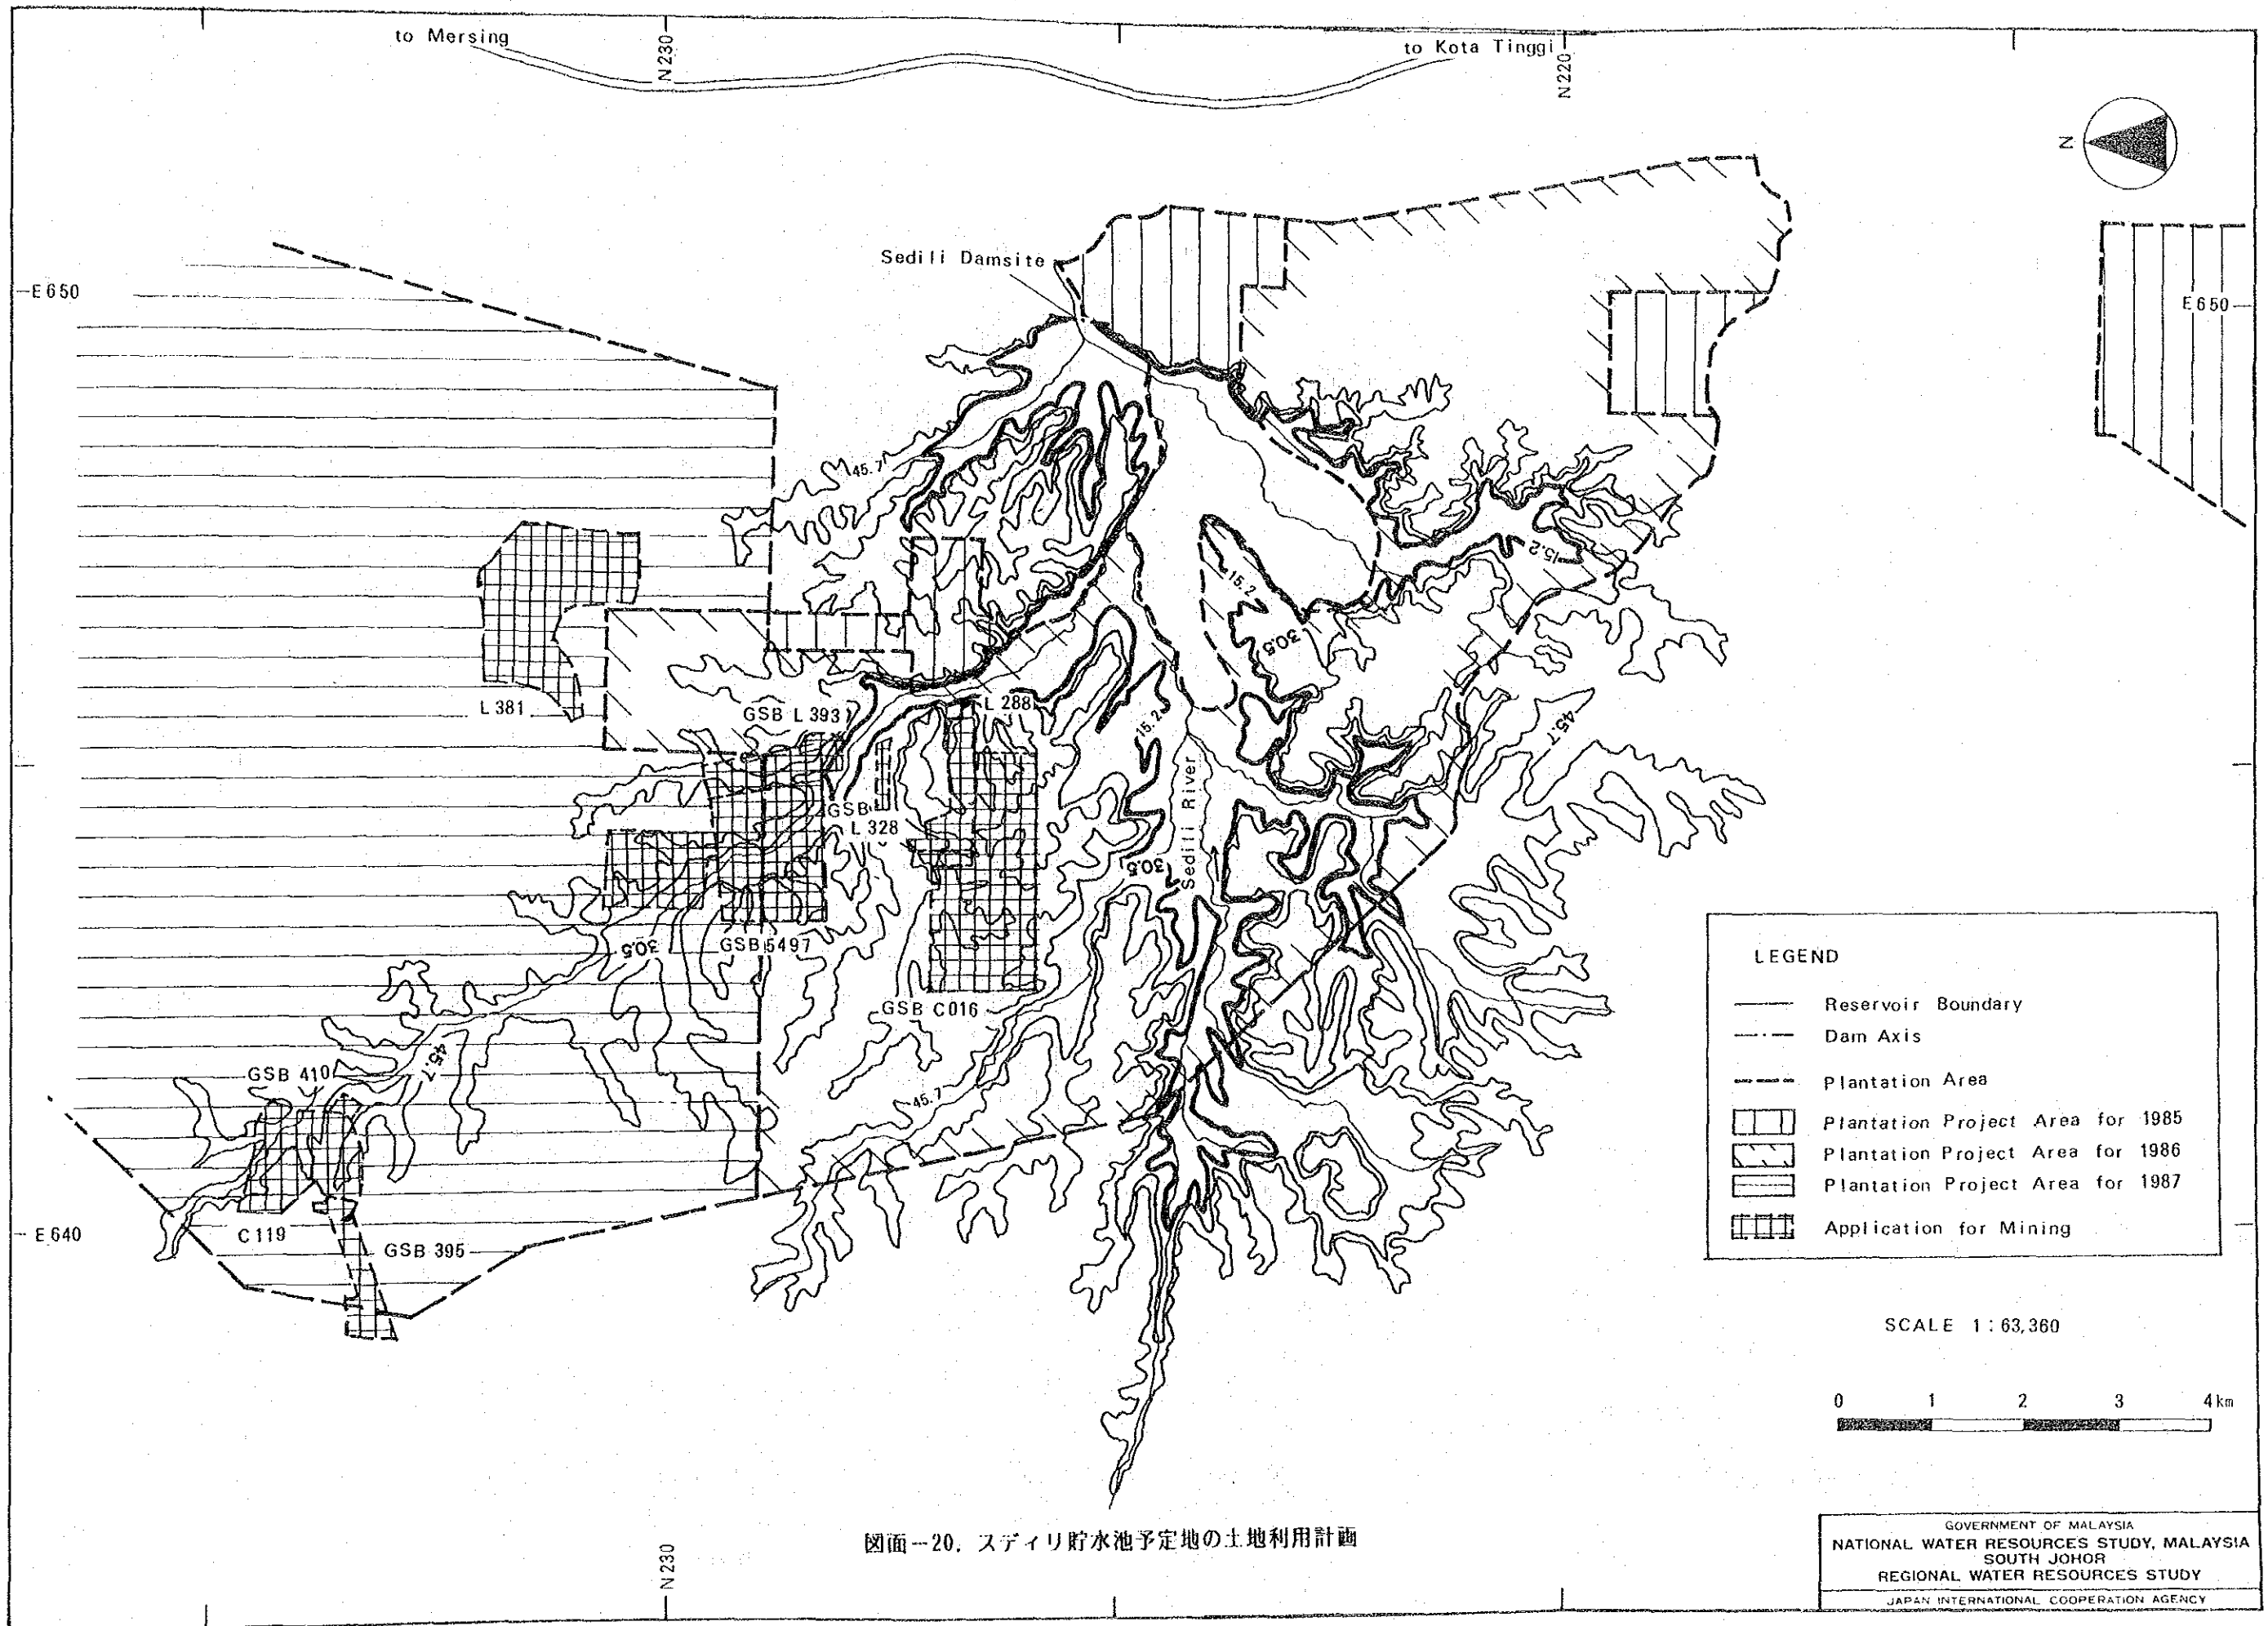 to Mersing
N230
to Kota Tinggi
N220
N
Sedili Damsite
E650
E650
45.7
15.2
15.2
30.5
L 381
GSB L 393
L 288
15.2
45.7
GSB
L 328
Sedili River
30.5
30.5
GSB 5497
GSB C016
45.7
GSB 410
45.7
C 119
GSB 395
E 640
LEGEND
Reservoir Boundary
Dam Axis
Plantation Area
Plantation Project Area for 1985
Plantation Project Area for 1986
Plantation Project Area for 1987
Application for Mining
SCALE 1:63,360
0 1 2 3 4km
N 230
図面-20. スディリ貯水池予定地の土地利用計画
GOVERNMENT OF MALAYSIA
NATIONAL WATER RESOURCES STUDY, MALAYSIA
SOUTH JOHOR
REGIONAL WATER RESOURCES STUDY
JAPAN INTERNATIONAL COOPERATION AGENCY